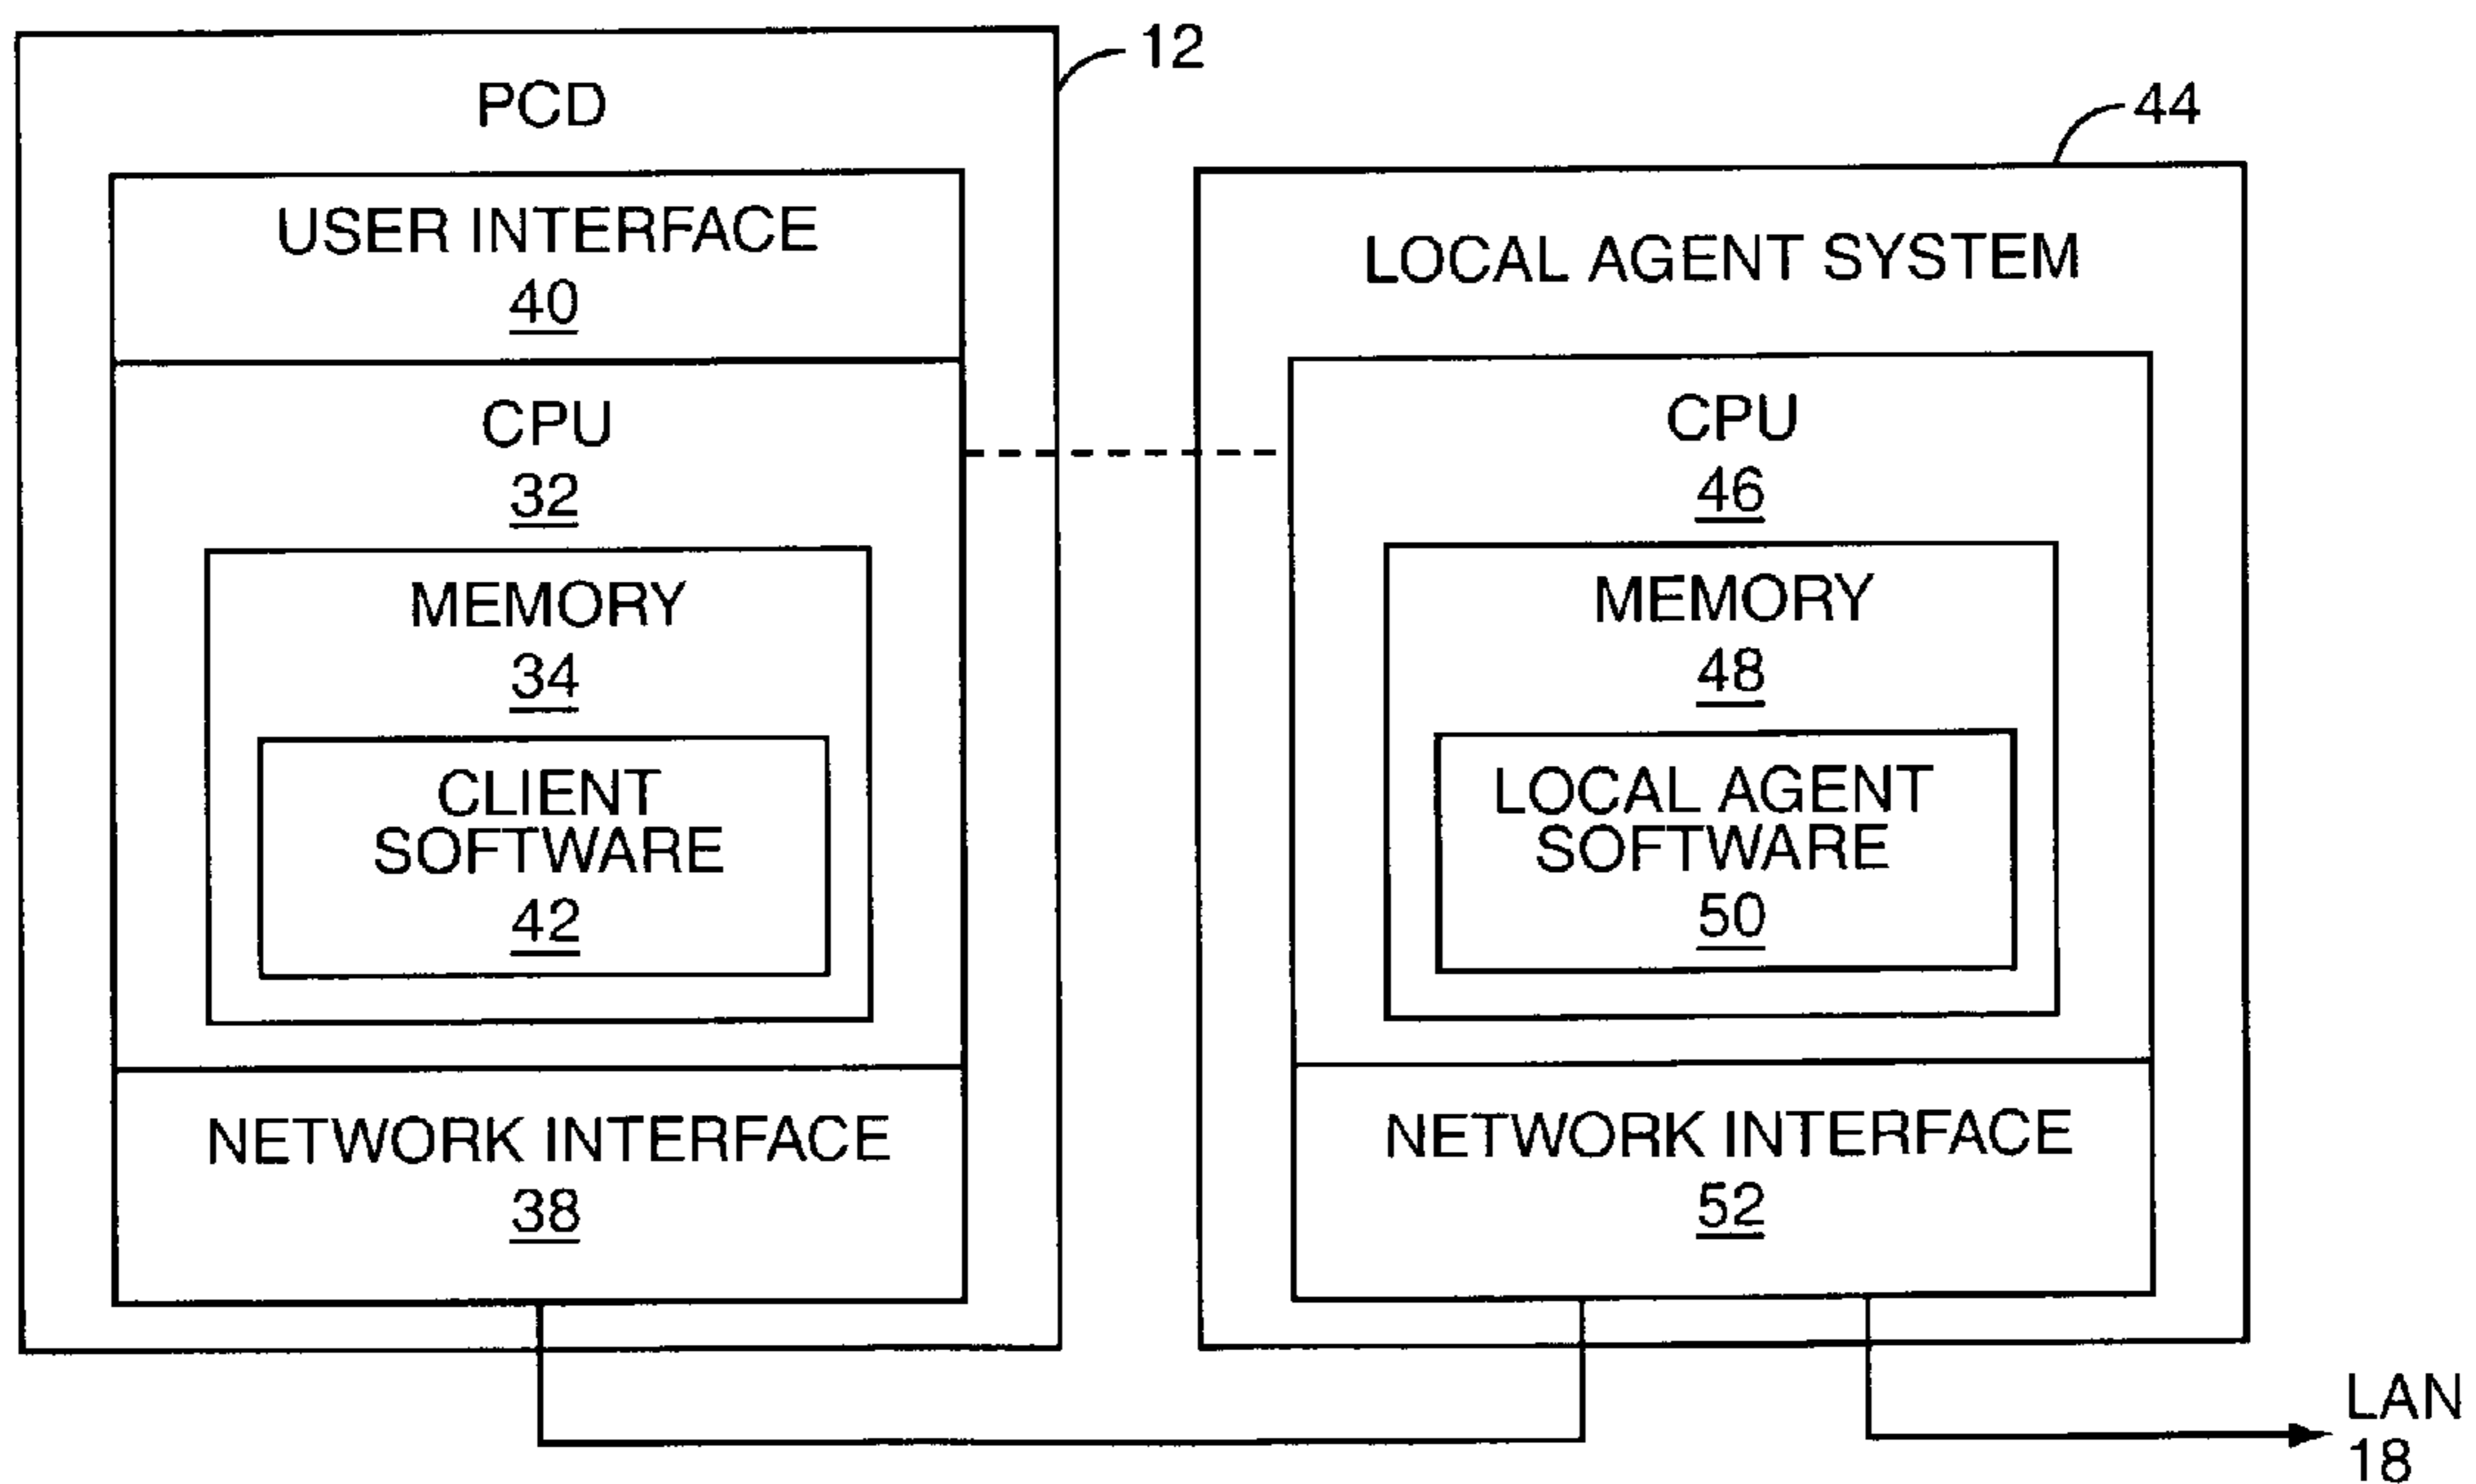 12
PCD
USER INTERFACE
40
CPU
32
MEMORY
34
CLIENT
SOFTWARE
42
NETWORK INTERFACE
38
44
LOCAL AGENT SYSTEM
CPU
46
MEMORY
48
LOCAL AGENT
SOFTWARE
50
NETWORK INTERFACE
52
LAN
18